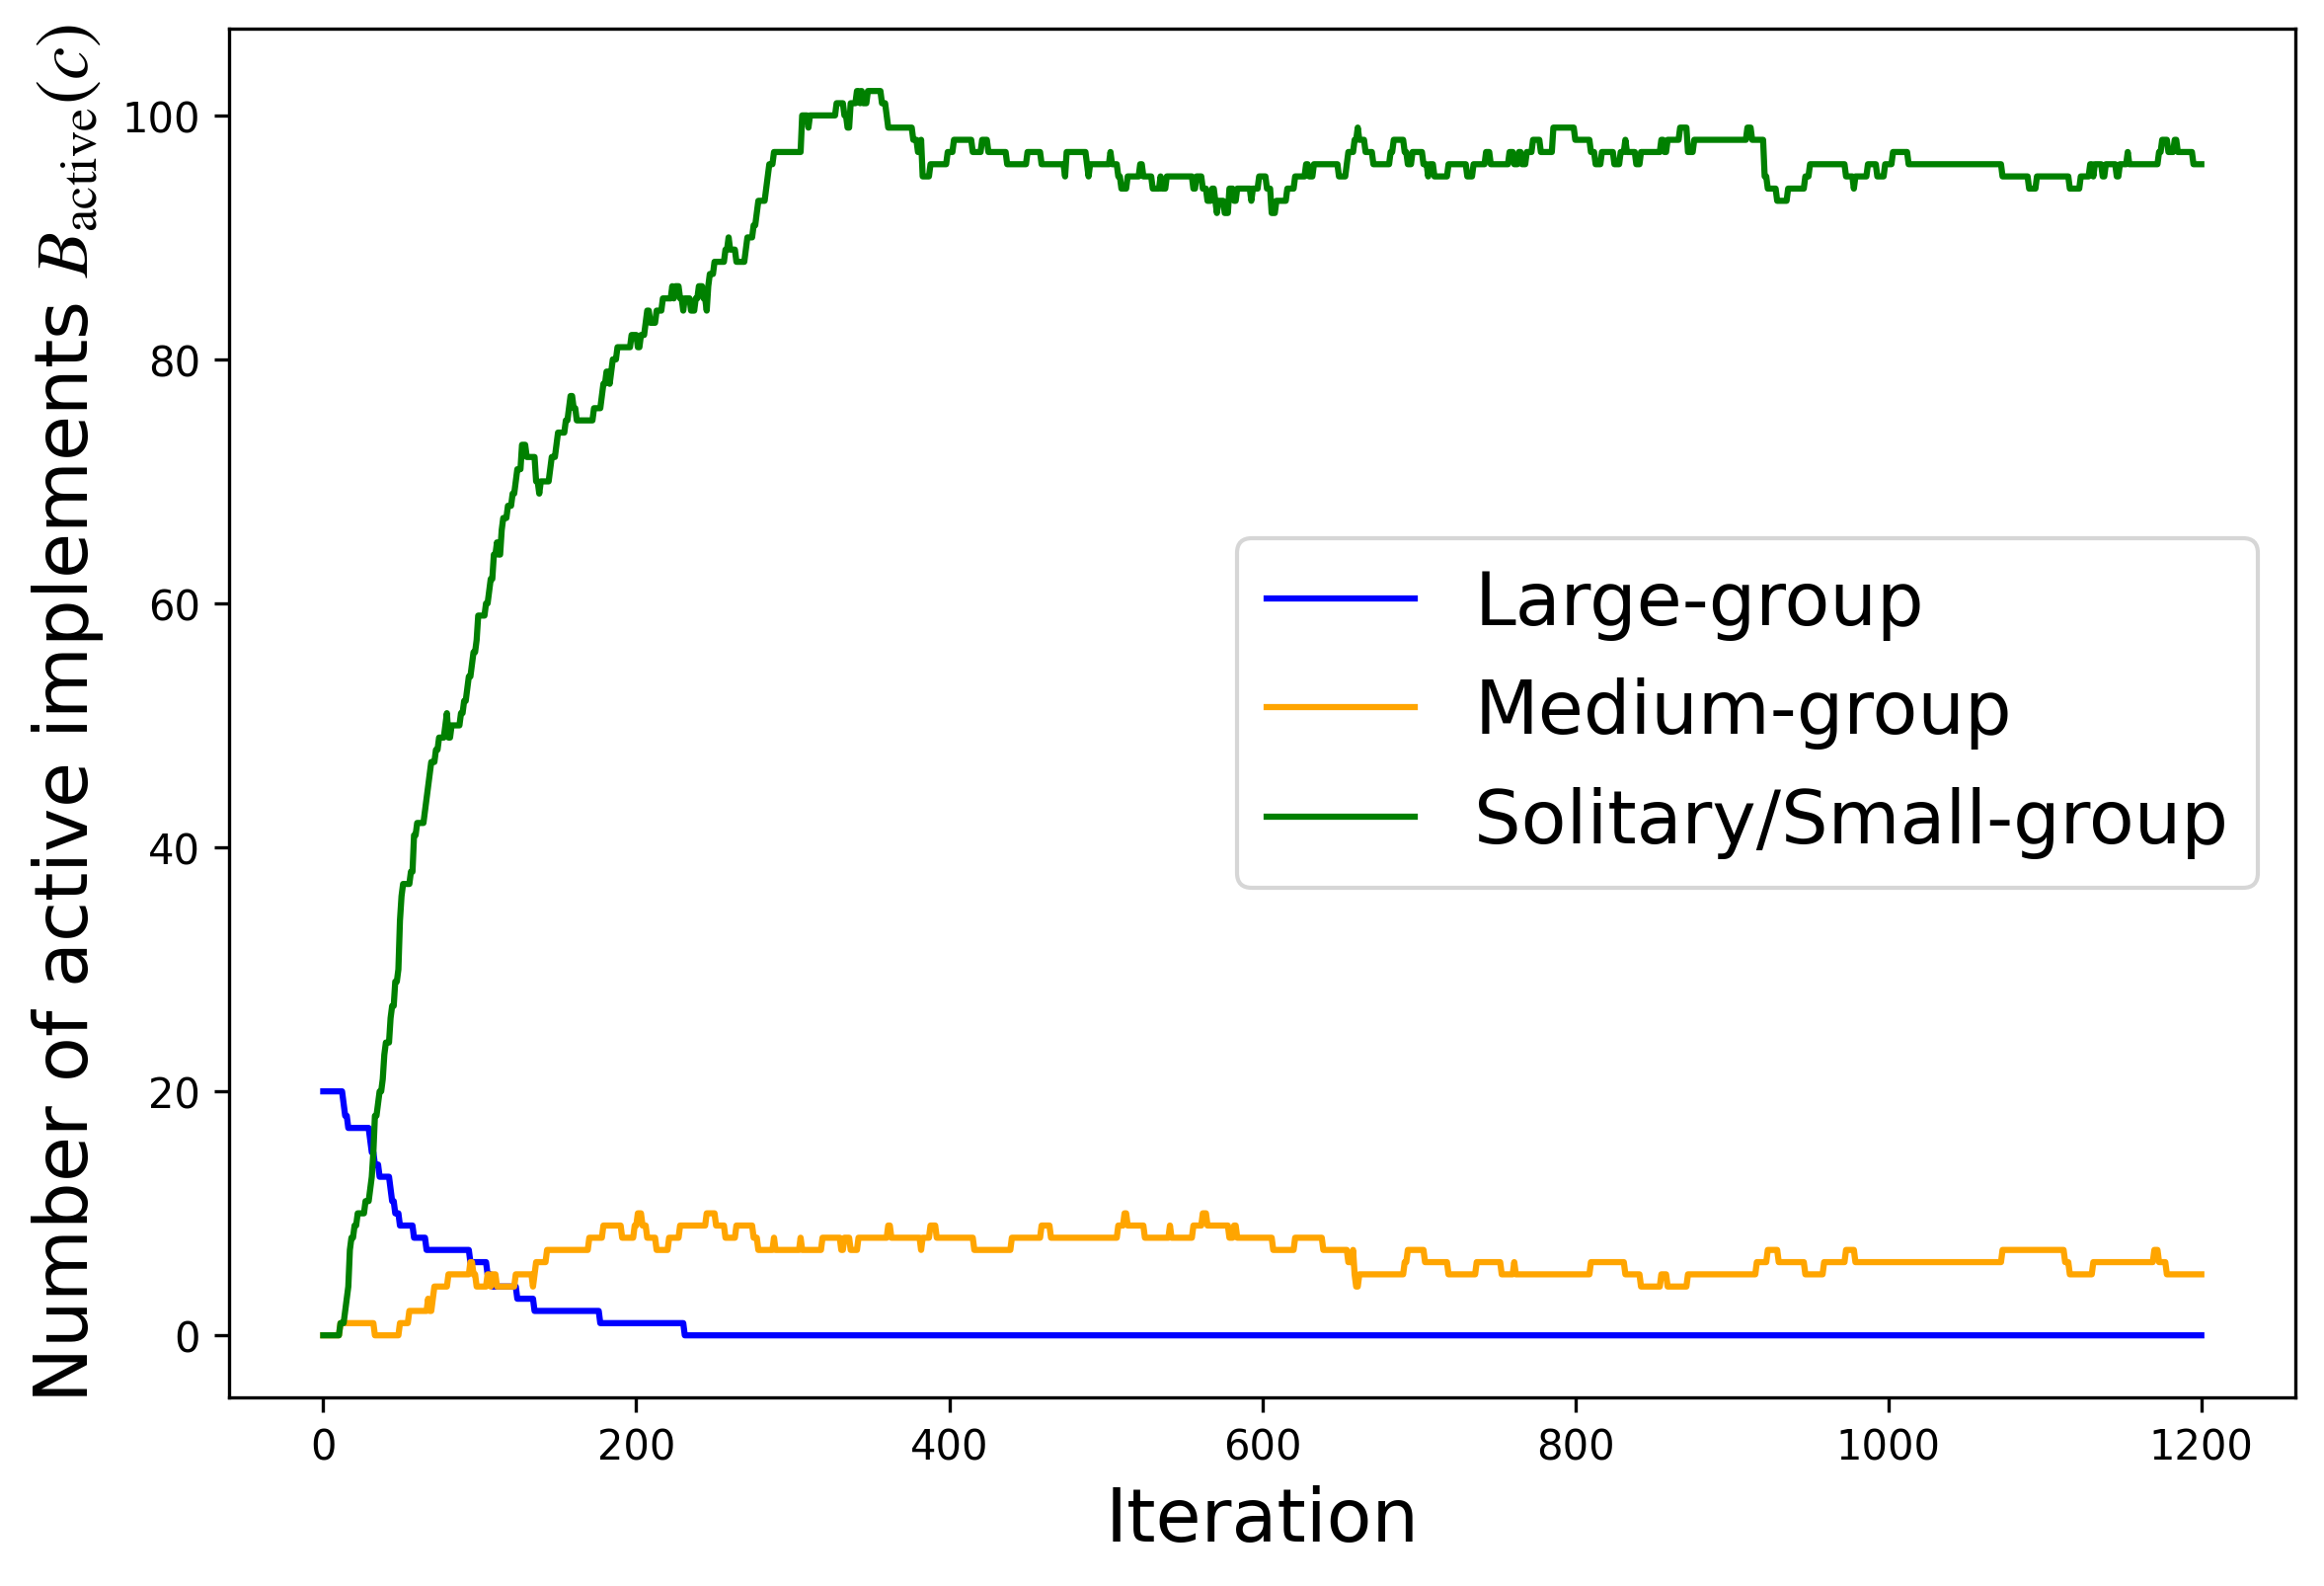 Number of active implements B_active(c)
100
80
60
40
20
0
Large-group
Medium-group
Solitary/Small-group
0 200 400 600 800 1000 1200
Iteration